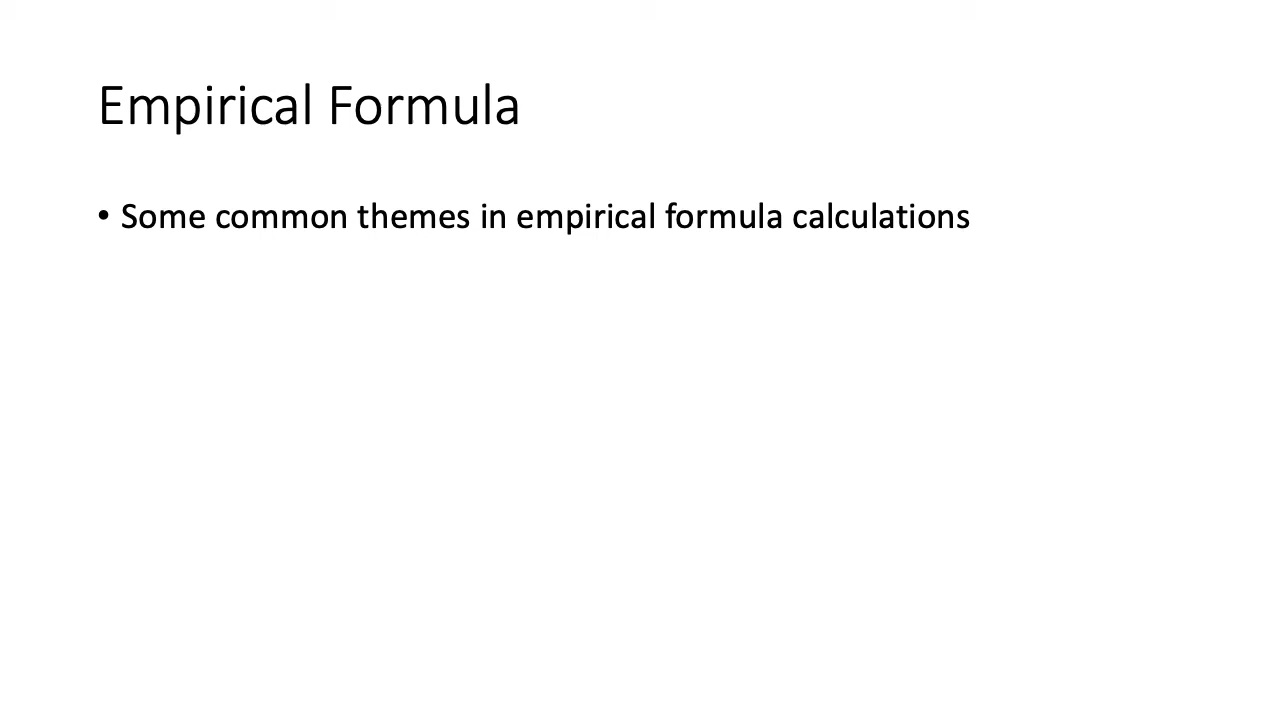 Empirical Formula
• Some common themes in empirical formula calculations